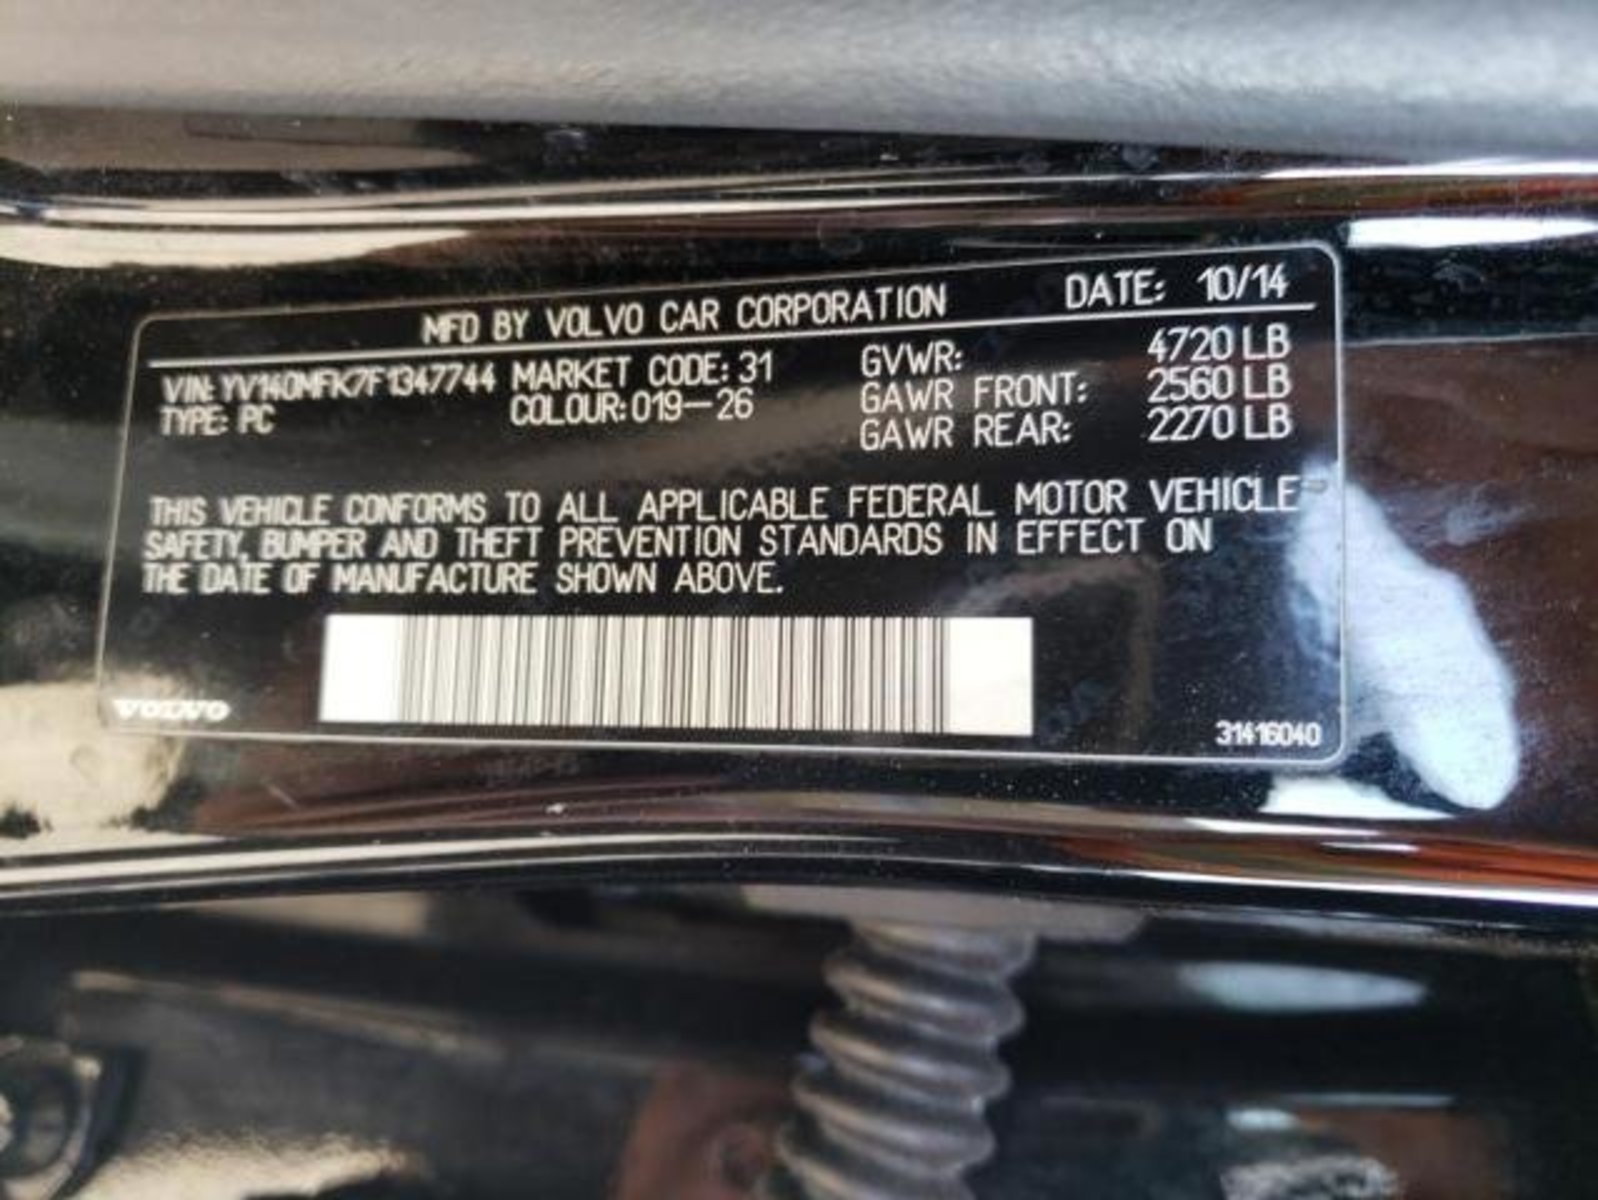 MFD BY VOLVO CAR CORPORATION DATE: 10/14
VIN: YV140MFK7F1347744 MARKET CODE: 31 GVWR: 4720 LB
TYPE: PC COLOUR: 019-26 GAWR FRONT: 2560 LB
GAWR REAR: 2270 LB
THIS VEHICLE CONFORMS TO ALL APPLICABLE FEDERAL MOTOR VEHICLE
SAFETY, BUMPER AND THEFT PREVENTION STANDARDS IN EFFECT ON
THE DATE OF MANUFACTURE SHOWN ABOVE.
VOLVO
31416040